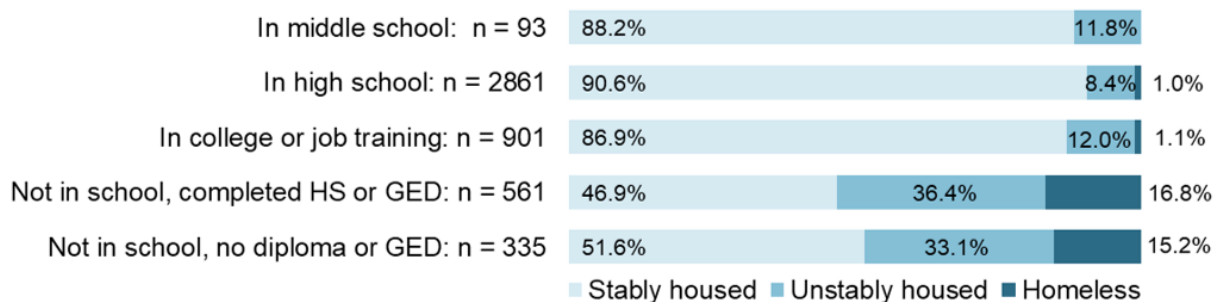 In middle school: n = 93 88.2% 11.8%
In high school: n = 2861 90.6% 8.4% 1.0%
In college or job training: n = 901 86.9% 12.0% 1.1%
Not in school, completed HS or GED: n = 561 46.9% 36.4% 16.8%
Not in school, no diploma or GED: n = 335 51.6% 33.1% 15.2%
Stably housed Unstably housed Homeless